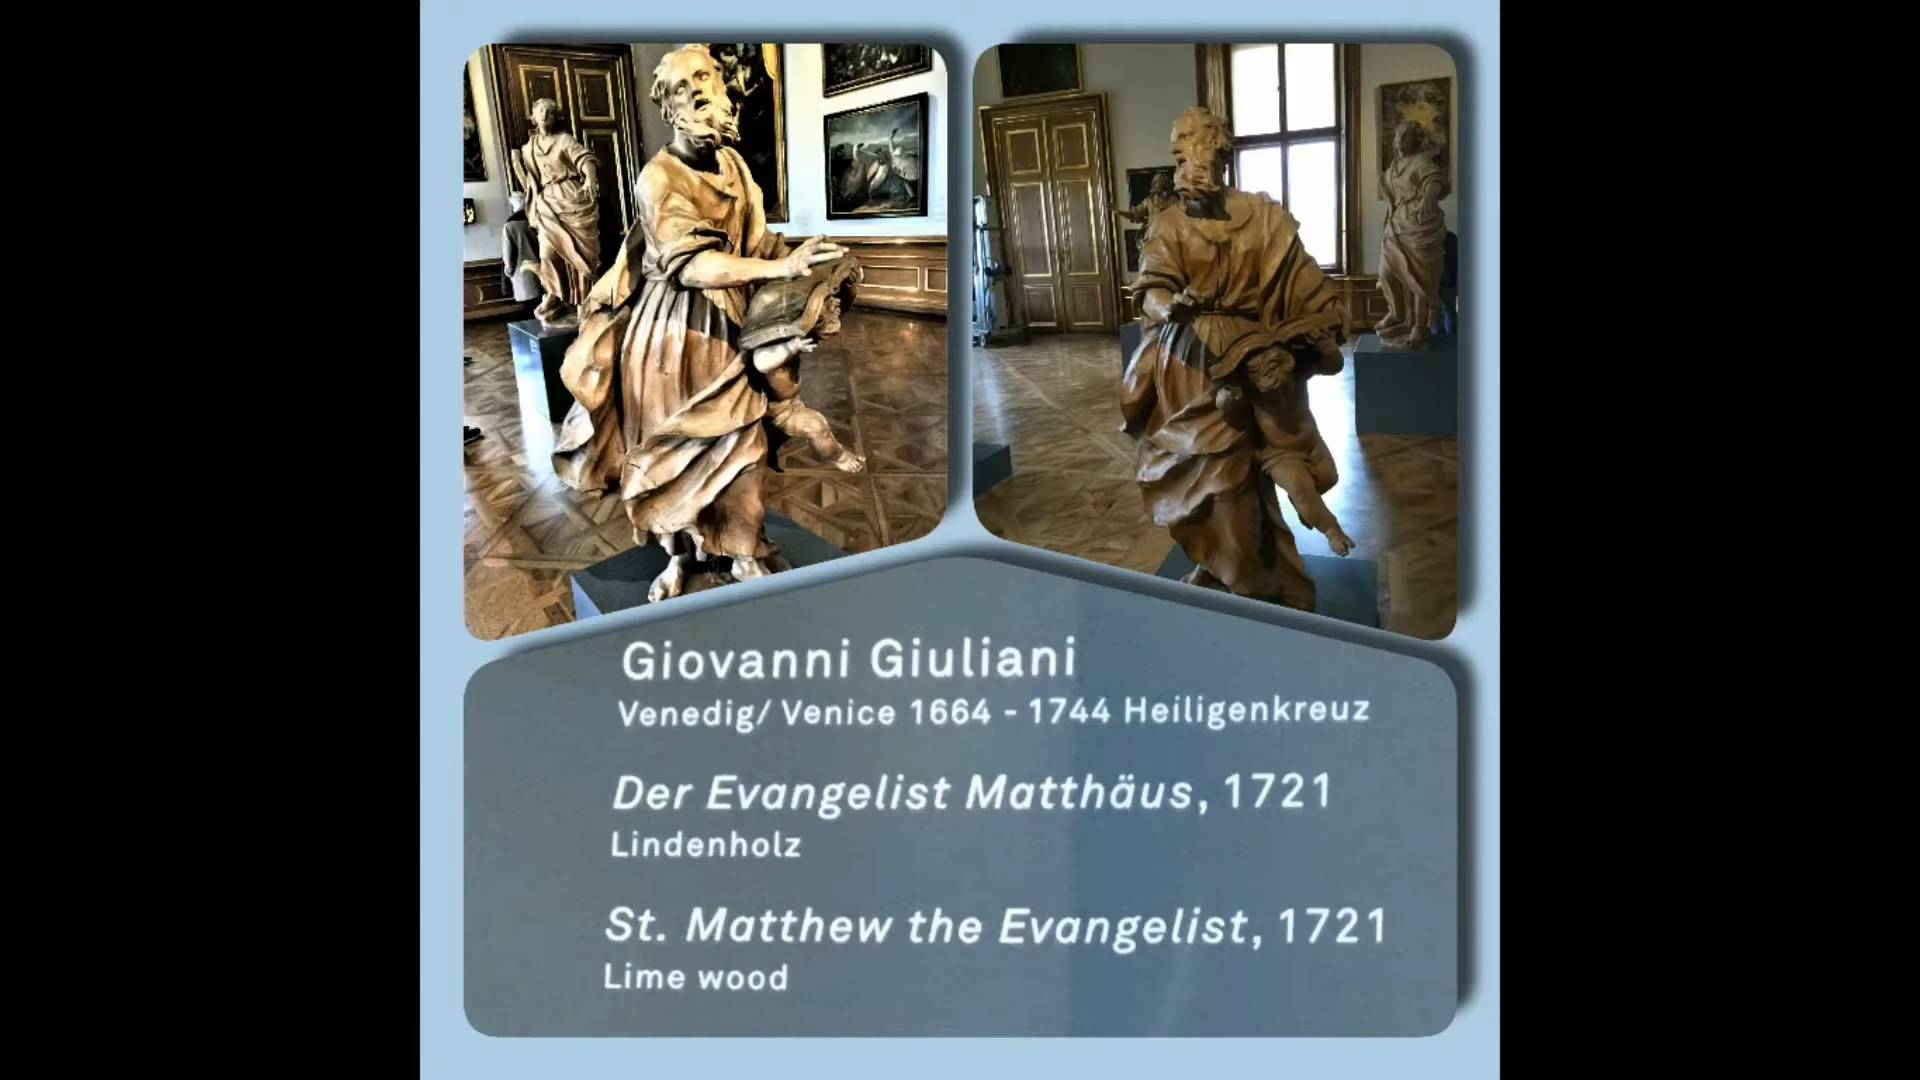 Giovanni Giuliani
Venedig/ Venice 1664 - 1744 Heiligenkreuz
Der Evangelist Matthäus, 1721
Lindenholz
St. Matthew the Evangelist, 1721
Lime wood